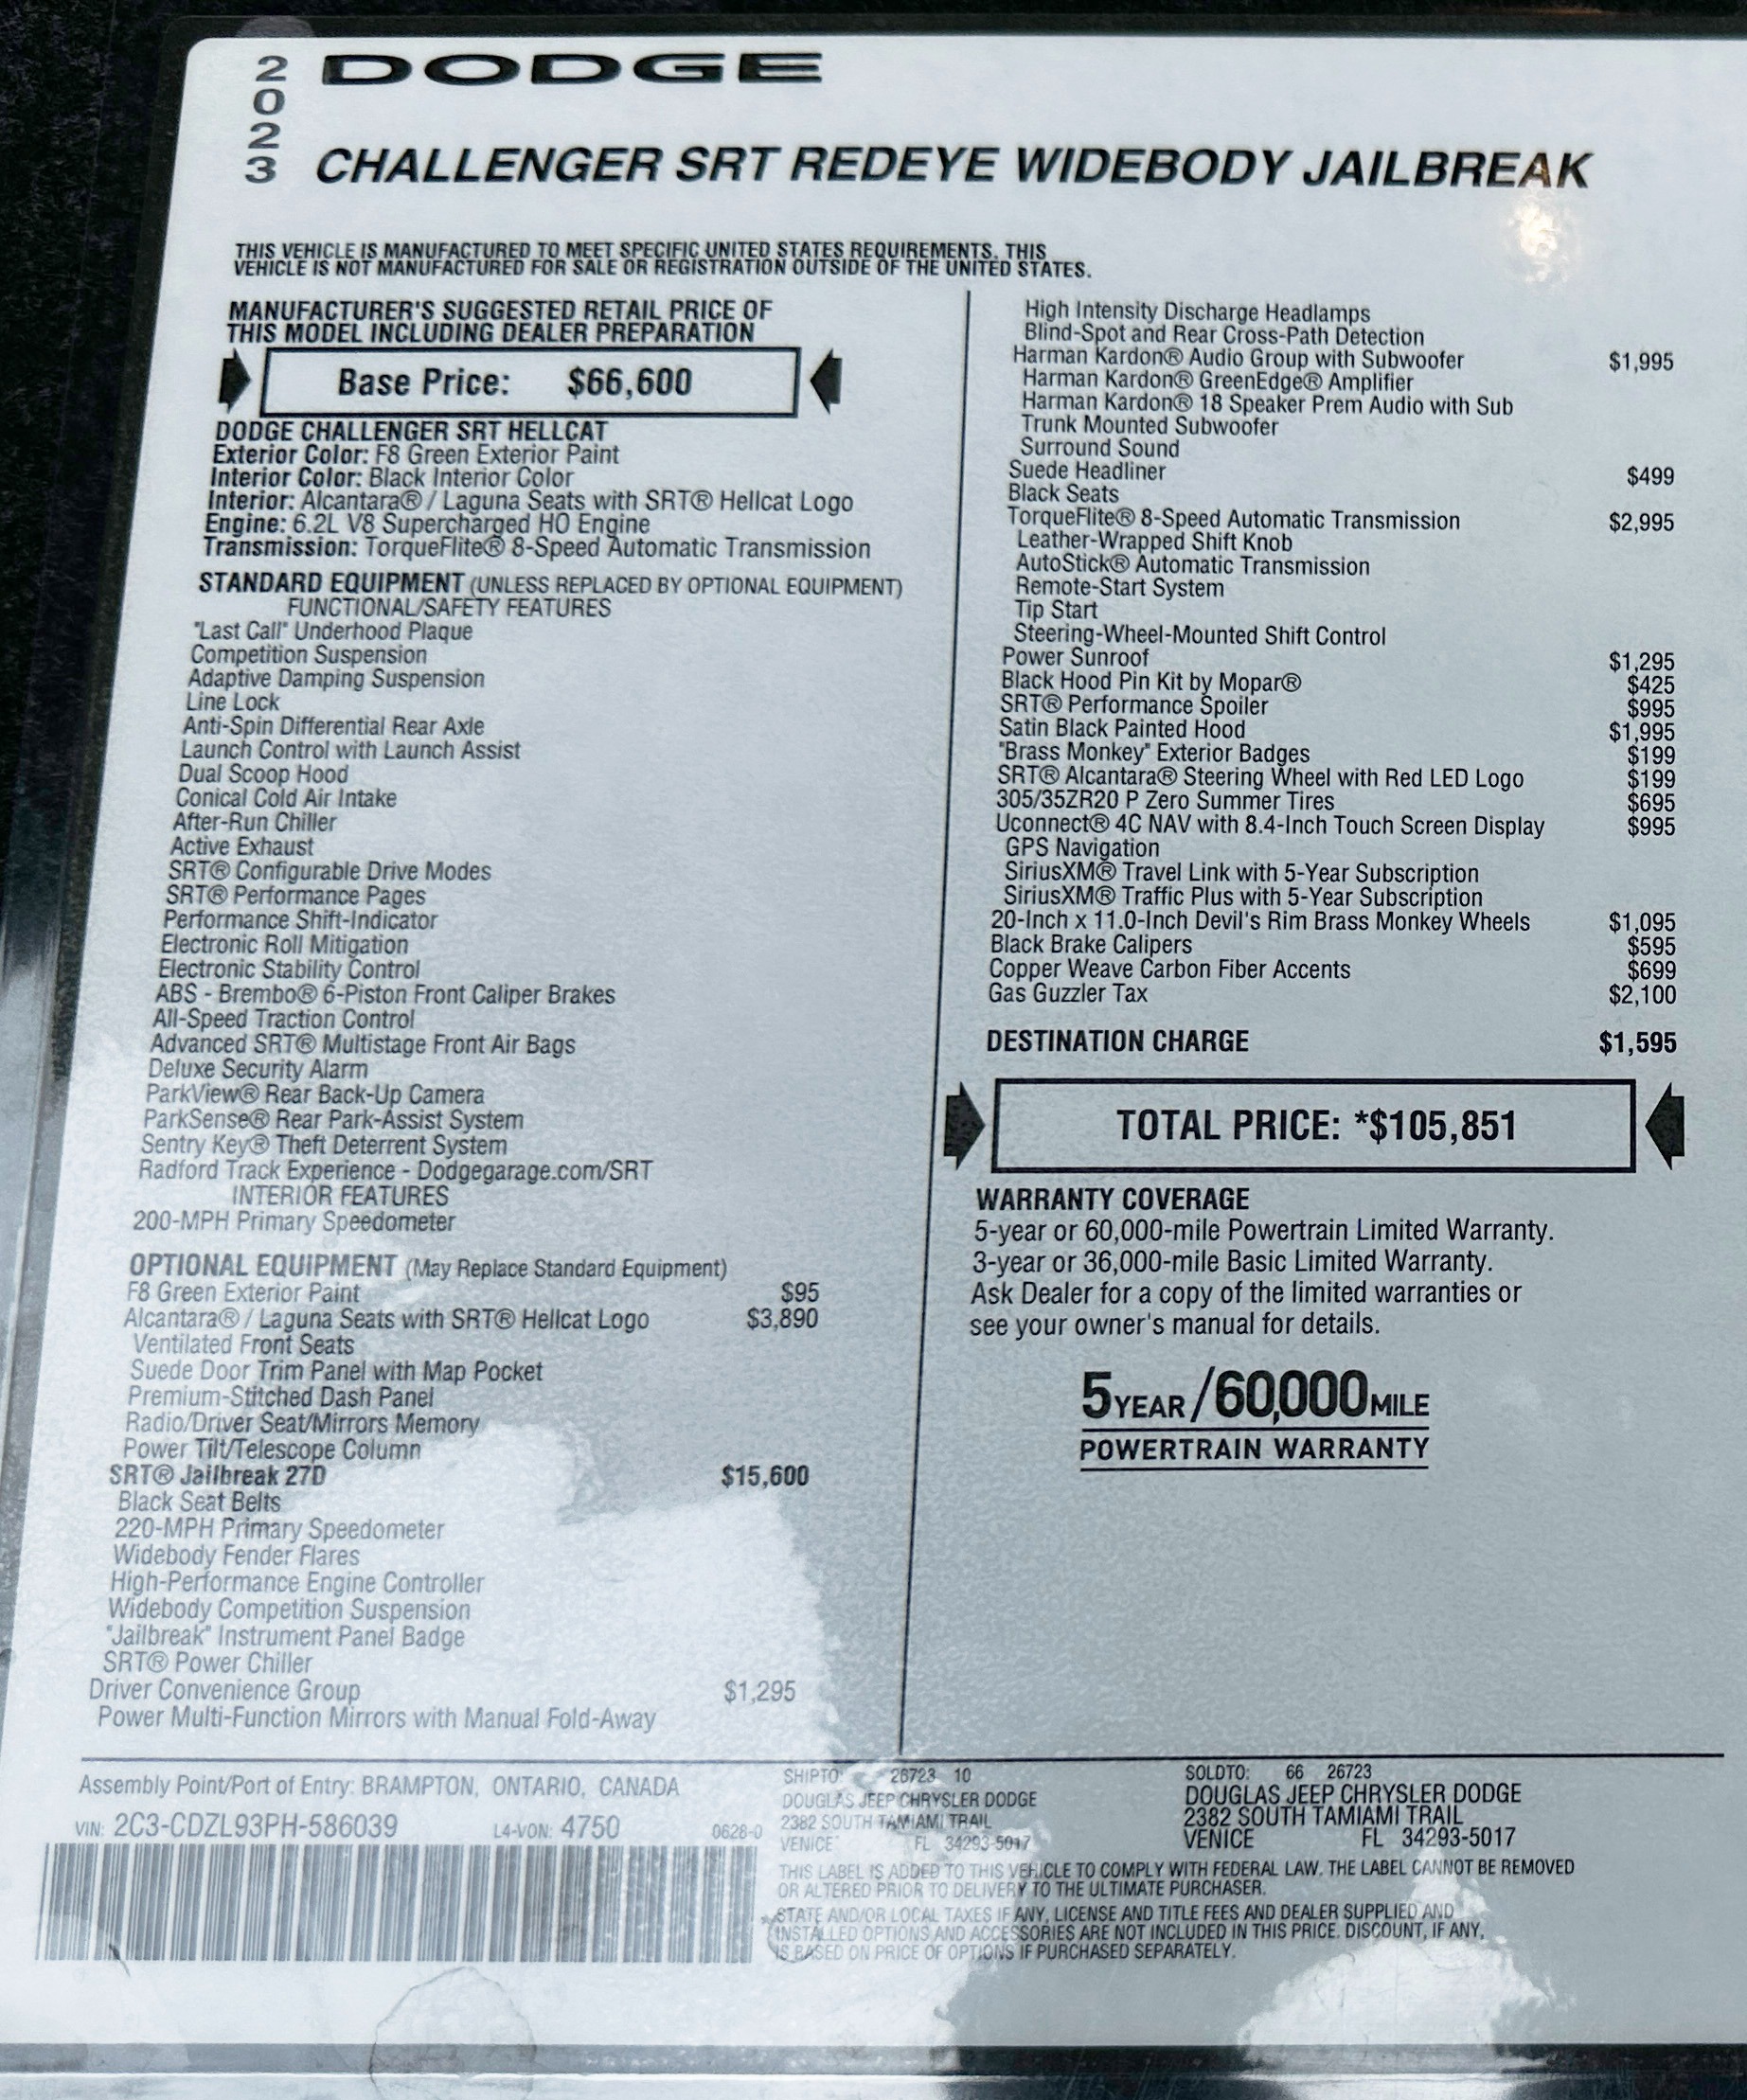 2023
DODGE
CHALLENGER SRT REDEYE WIDEBODY JAILBREAK
THIS VEHICLE IS MANUFACTURED TO MEET SPECIFIC UNITED STATES REQUIREMENTS. THIS
VEHICLE IS NOT MANUFACTURED FOR SALE OR REGISTRATION OUTSIDE OF THE UNITED STATES.
MANUFACTURER'S SUGGESTED RETAIL PRICE OF
THIS MODEL INCLUDING DEALER PREPARATION
Base Price: $66,600
DODGE CHALLENGER SRT HELLCAT
Exterior Color: F8 Green Exterior Paint
Interior Color: Black Interior Color
Interior: Alcantara® / Laguna Seats with SRT® Hellcat Logo
Engine: 6.2L V8 Supercharged HO Engine
Transmission: TorqueFlite® 8-Speed Automatic Transmission
STANDARD EQUIPMENT (UNLESS REPLACED BY OPTIONAL EQUIPMENT)
FUNCTIONAL/SAFETY FEATURES
"Last Call" Underhood Plaque
Competition Suspension
Adaptive Damping Suspension
Line Lock
Anti-Spin Differential Rear Axle
Launch Control with Launch Assist
Dual Scoop Hood
Conical Cold Air Intake
After-Run Chiller
Active Exhaust
SRT® Configurable Drive Modes
SRT® Performance Pages
Performance Shift-Indicator
Electronic Roll Mitigation
Electronic Stability Control
ABS - Brembo® 6-Piston Front Caliper Brakes
All-Speed Traction Control
Advanced SRT® Multistage Front Air Bags
Deluxe Security Alarm
ParkView® Rear Back-Up Camera
ParkSense® Rear Park-Assist System
Sentry Key® Theft Deterrent System
Radford Track Experience - Dodgegarage.com/SRT
INTERIOR FEATURES
200-MPH Primary Speedometer
OPTIONAL EQUIPMENT (May Replace Standard Equipment)
F8 Green Exterior Paint $95
Alcantara® / Laguna Seats with SRT® Hellcat Logo $3,890
Ventilated Front Seats
Suede Door Trim Panel with Map Pocket
Premium-Stitched Dash Panel
Radio/Driver Seat/Mirrors Memory
Power Tilt/Telescope Column
SRT® Jailbreak 27D $15,600
Black Seat Belts
220-MPH Primary Speedometer
Widebody Fender Flares
High-Performance Engine Controller
Widebody Competition Suspension
"Jailbreak" Instrument Panel Badge
SRT® Power Chiller
Driver Convenience Group $1,295
Power Multi-Function Mirrors with Manual Fold-Away
High Intensity Discharge Headlamps
Blind-Spot and Rear Cross-Path Detection
Harman Kardon® Audio Group with Subwoofer $1,995
Harman Kardon® GreenEdge® Amplifier
Harman Kardon® 18 Speaker Prem Audio with Sub
Trunk Mounted Subwoofer
Surround Sound
Suede Headliner $499
Black Seats
TorqueFlite® 8-Speed Automatic Transmission $2,995
Leather-Wrapped Shift Knob
AutoStick® Automatic Transmission
Remote-Start System
Tip Start
Steering-Wheel-Mounted Shift Control
Power Sunroof $1,295
Black Hood Pin Kit by Mopar® $425
SRT® Performance Spoiler $995
Satin Black Painted Hood $1,995
"Brass Monkey" Exterior Badges $199
SRT® Alcantara® Steering Wheel with Red LED Logo $199
305/35ZR20 P Zero Summer Tires $695
Uconnect® 4C NAV with 8.4-Inch Touch Screen Display $995
GPS Navigation
SiriusXM® Travel Link with 5-Year Subscription
SiriusXM® Traffic Plus with 5-Year Subscription
20-Inch x 11.0-Inch Devil's Rim Brass Monkey Wheels $1,095
Black Brake Calipers $595
Copper Weave Carbon Fiber Accents $699
Gas Guzzler Tax $2,100
DESTINATION CHARGE $1,595
TOTAL PRICE: *$105,851
WARRANTY COVERAGE
5-year or 60,000-mile Powertrain Limited Warranty.
3-year or 36,000-mile Basic Limited Warranty.
Ask Dealer for a copy of the limited warranties or
see your owner's manual for details.
5 YEAR/60,000 MILE
POWERTRAIN WARRANTY
Assembly Point/Port of Entry: BRAMPTON, ONTARIO, CANADA
VIN: 2C3-CDZL93PH-586039 L4-VON: 4750 0628-0
SHIPTO: 26723 10
DOUGLAS JEEP CHRYSLER DODGE
2382 SOUTH TAMIAMI TRAIL
VENICE FL 34293-5017
SOLDTO: 66 26723
DOUGLAS JEEP CHRYSLER DODGE
2382 SOUTH TAMIAMI TRAIL
VENICE FL 34293-5017
THIS LABEL IS ADDED TO THIS VEHICLE TO COMPLY WITH FEDERAL LAW. THE LABEL CANNOT BE REMOVED
OR ALTERED PRIOR TO DELIVERY TO THE ULTIMATE PURCHASER.
*STATE AND/OR LOCAL TAXES IF ANY, LICENSE AND TITLE FEES AND DEALER SUPPLIED AND
INSTALLED OPTIONS AND ACCESSORIES ARE NOT INCLUDED IN THIS PRICE. DISCOUNT, IF ANY,
IS BASED ON PRICE OF OPTIONS IF PURCHASED SEPARATELY.